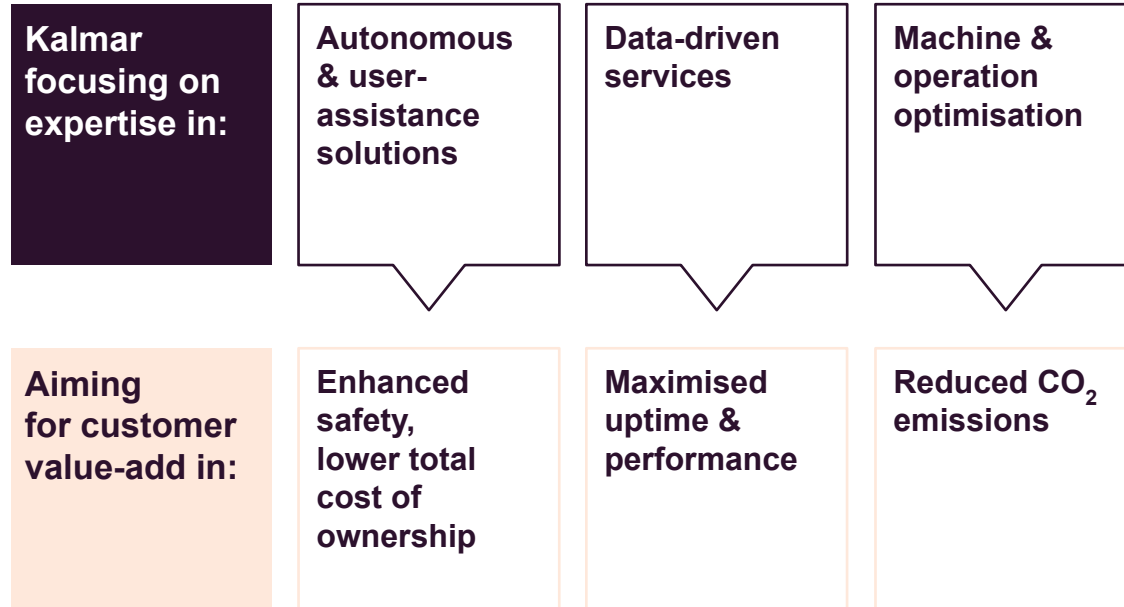 Kalmar
focusing on
expertise in:
Autonomous
& user-
assistance
solutions
Data-driven
services
Machine &
operation
optimisation
Aiming
for customer
value-add in:
Enhanced
safety,
lower total
cost of
ownership
Maximised
uptime &
performance
Reduced CO₂
emissions